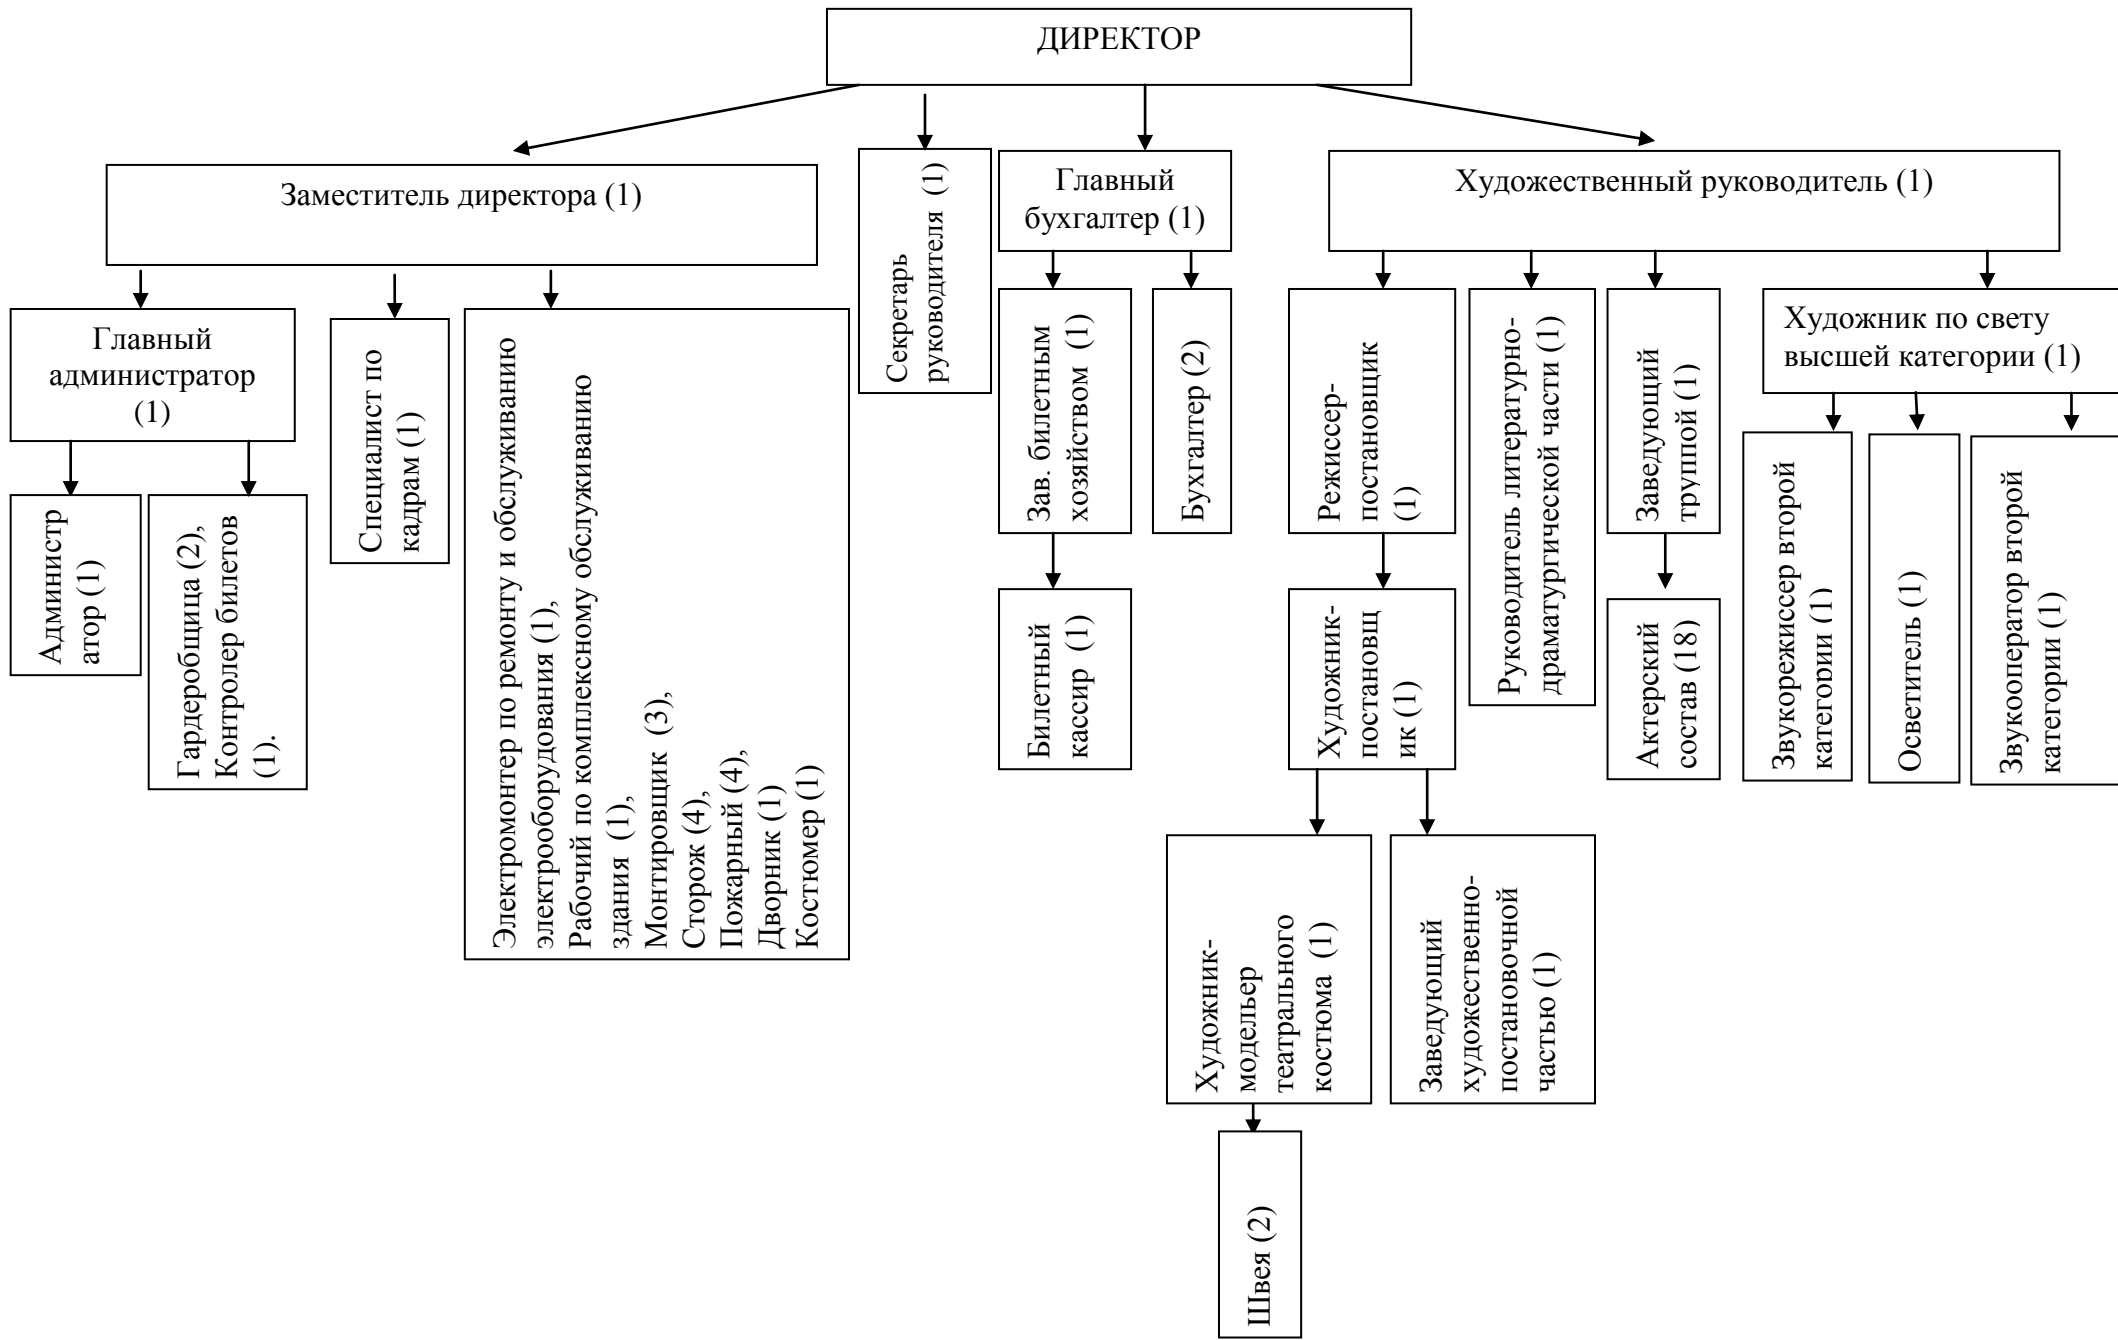 ДИРЕКТОР
Заместитель директора (1)
Секретарь
руководителя (1)
Главный
бухгалтер (1)
Художественный руководитель (1)
Главный
администратор
(1)
Специалист по
кадрам (1)
Электромонтер по ремонту и обслуживанию
электрооборудования (1),
Рабочий по комплексному обслуживанию
здания (1),
Монтировщик (3),
Сторож (4),
Пожарный (4),
Дворник (1)
Костюмер (1)
Зав. билетным
хозяйством (1)
Бухгалтер (2)
Режиссер-
постановщик
(1)
Руководитель литературно-
драматургической части (1)
Заведующий
труппой (1)
Художник по свету
высшей категории (1)
Администр
атор (1)
Гардеробщица (2),
Контролер билетов
(1).
Билетный
кассир (1)
Художник-
постановщ
ик (1)
Актерский
состав (18)
Звукорежиссер второй
категории (1)
Осветитель (1)
Звукооператор второй
категории (1)
Художник-
модельер
театрального
костюма (1)
Заведующий
художественно-
постановочной
частью (1)
Швея (2)